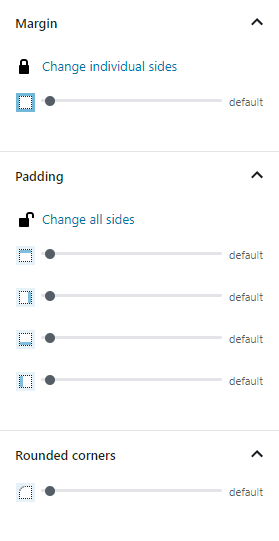 Margin
Change individual sides
default
Padding
Change all sides
default
default
default
default
Rounded corners
default